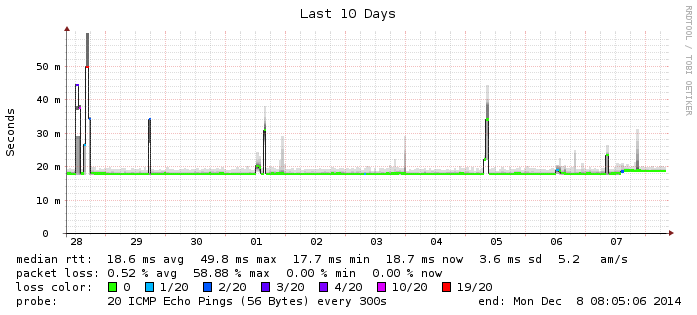 Last 10 Days
RRDTOOL / TOBI OETIKER
Seconds
50 m
40 m
30 m
20 m
10 m
0
28 29 30 01 02 03 04 05 06 07
median rtt: 18.6 ms avg 49.8 ms max 17.7 ms min 18.7 ms now 3.6 ms sd 5.2 am/s
packet loss: 0.52 % avg 58.88 % max 0.00 % min 0.00 % now
loss color: 0 1/20 2/20 3/20 4/20 10/20 19/20
probe: 20 ICMP Echo Pings (56 Bytes) every 300s end: Mon Dec 8 08:05:06 2014